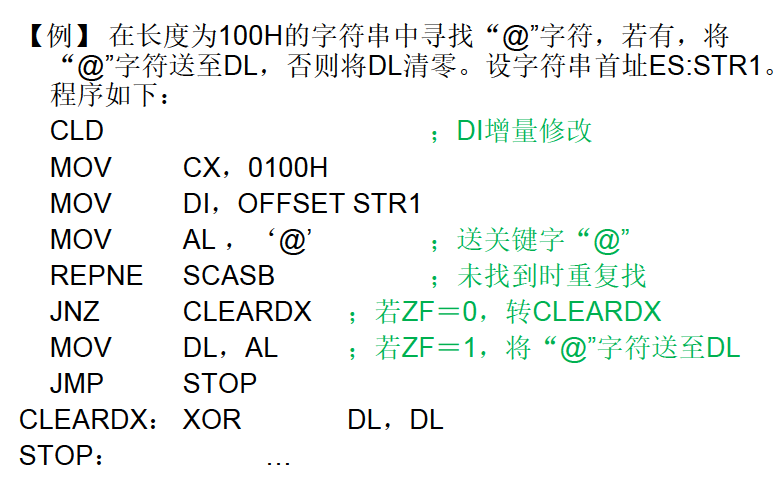 【例】 在长度为100H的字符串中寻找“@”字符，若有，将
“@”字符送至DL，否则将DL清零。设字符串首址ES:STR1。
程序如下：
CLD ；DI增量修改
MOV CX，0100H
MOV DI，OFFSET STR1
MOV AL ， ‘@’ ；送关键字“@”
REPNE SCASB ；未找到时重复找
JNZ CLEARDX ；若ZF＝0，转CLEARDX
MOV DL，AL ；若ZF＝1，将“@”字符送至DL
JMP STOP
CLEARDX： XOR DL，DL
STOP： …